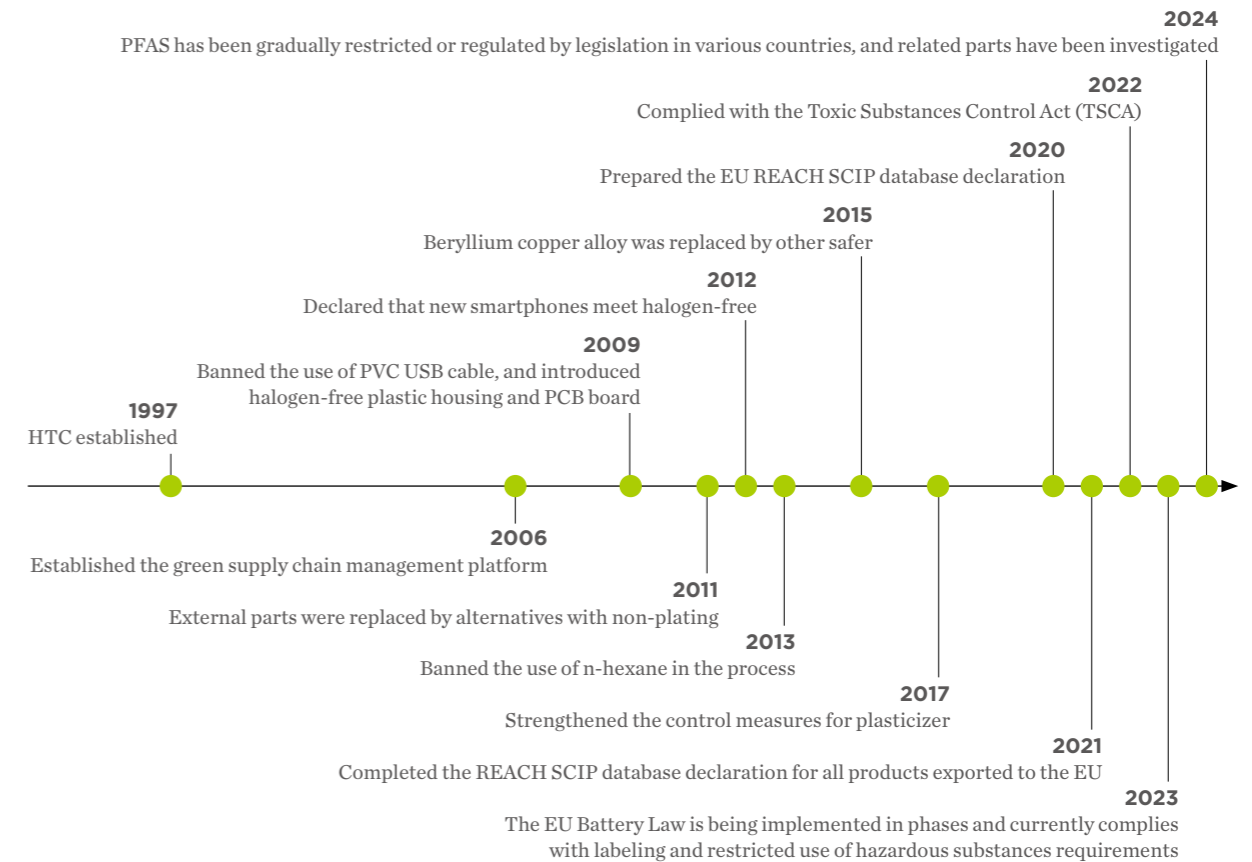 2024
PFAS has been gradually restricted or regulated by legislation in various countries, and related parts have been investigated
2022
Complied with the Toxic Substances Control Act (TSCA)
2020
Prepared the EU REACH SCIP database declaration
2015
Beryllium copper alloy was replaced by other safer
2012
Declared that new smartphones meet halogen-free
2009
Banned the use of PVC USB cable, and introduced
halogen-free plastic housing and PCB board
1997
HTC established
2006
Established the green supply chain management platform
2011
External parts were replaced by alternatives with non-plating
2013
Banned the use of n-hexane in the process
2017
Strengthened the control measures for plasticizer
2021
Completed the REACH SCIP database declaration for all products exported to the EU
2023
The EU Battery Law is being implemented in phases and currently complies
with labeling and restricted use of hazardous substances requirements